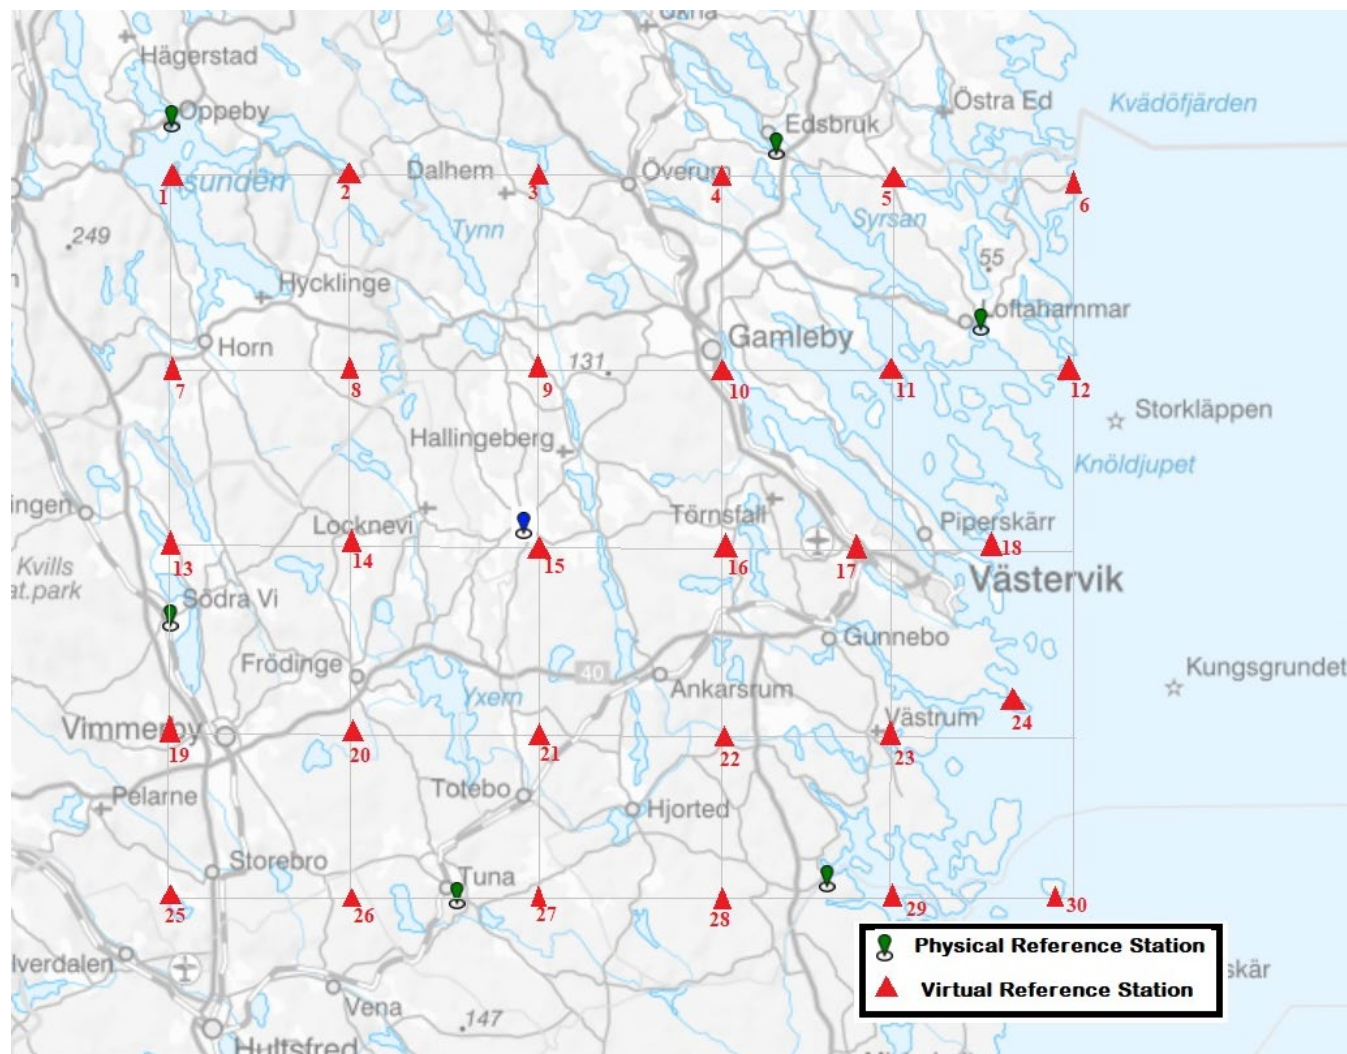 Hägerstad
Östra Ed
Kvädöfjärden
Oppeby
Edsbruk
Dalhem
Överum
1
sunden
2
3
4
5
6
Syrsan
Tynn
249
55
Hycklinge
Loftahammar
Gamleby
Horn
131
7
8
9
10
11
12
Storkläppen
Hallingeberg
Knöldjupet
ingen
Locknevi
Törnsfall
Piperskärr
13
14
15
16
17
18
Kvills
at.park
Västervik
Södra Vi
Gunnebo
Frödinge
40
Ankarsrum
Kungsgrundet
Yxern
24
Vimmerby
Västrum
19
20
21
22
23
Pelarne
Totebo
Hjorted
Storebro
Tuna
25
26
27
28
29
30
Physical Reference Station
lverdalen
skär
Virtual Reference Station
Vena
147
Hultsfred